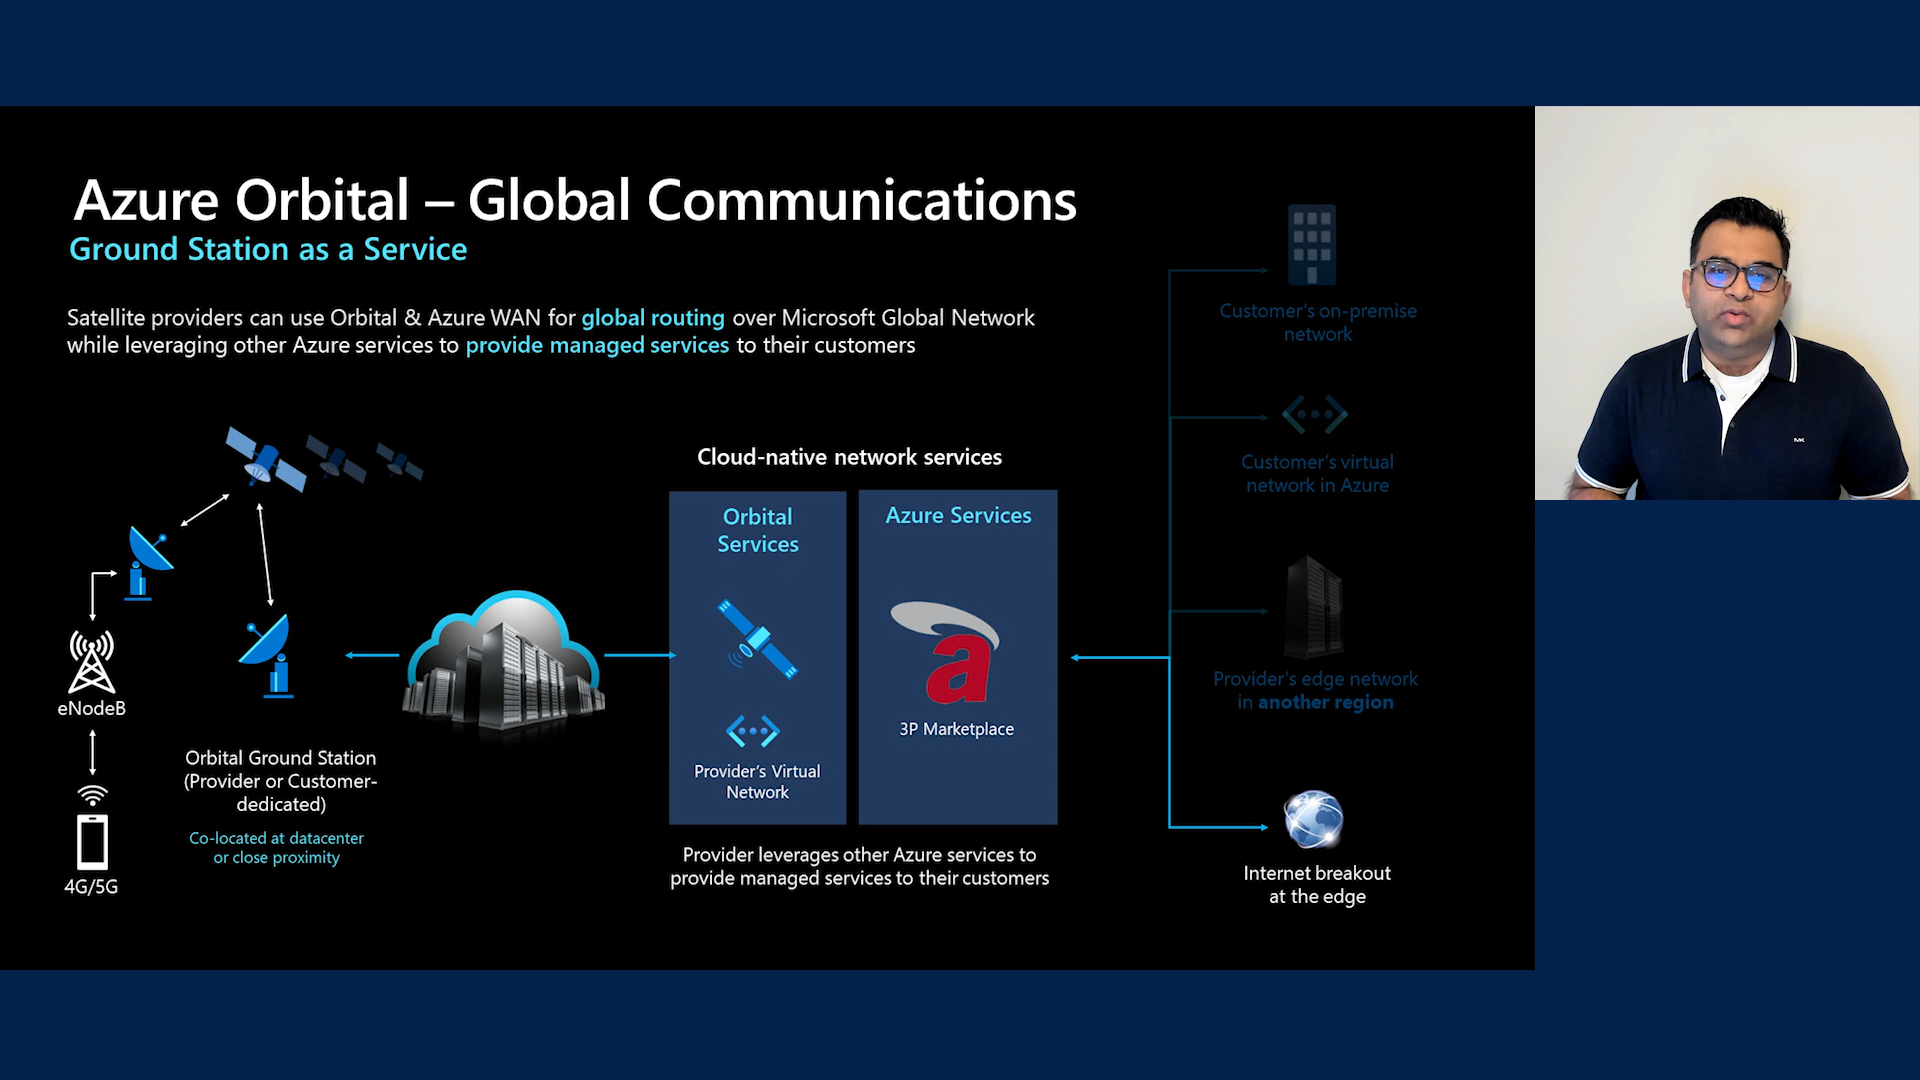 Azure Orbital – Global Communications
Ground Station as a Service
Satellite providers can use Orbital & Azure WAN for global routing over Microsoft Global Network
while leveraging other Azure services to provide managed services to their customers
eNodeB
4G/5G
Orbital Ground Station
(Provider or Customer-
dedicated)
Co-located at datacenter
or close proximity
Cloud-native network services
Orbital
Services
Provider's Virtual
Network
Azure Services
a
3P Marketplace
Provider leverages other Azure services to
provide managed services to their customers
Customer's on-premise
network
Customer's virtual
network in Azure
Provider's edge network
in another region
Internet breakout
at the edge
MK